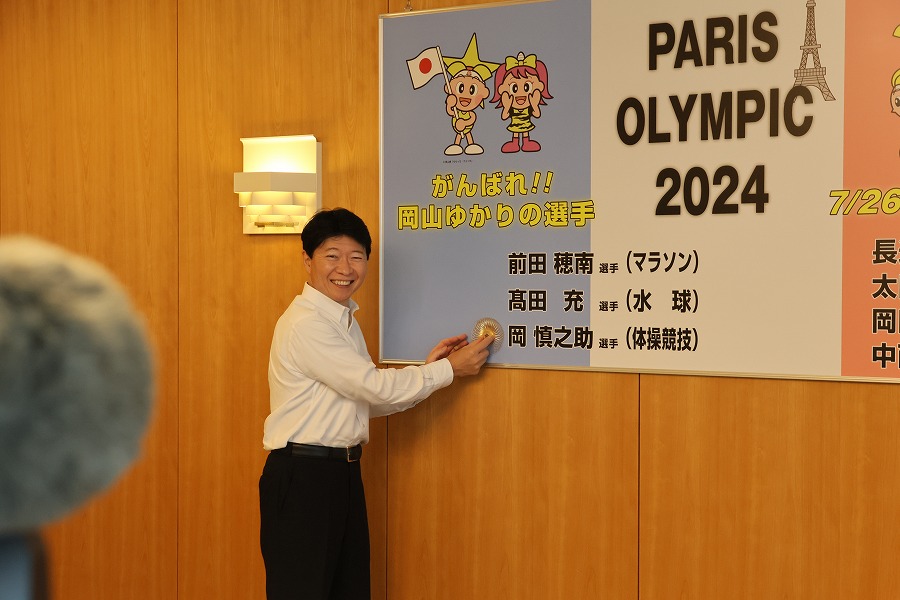 PARIS
OLYMPIC
2024
がんばれ!!
岡山ゆかりの選手
前田 穂南 選手 (マラソン)
髙田 充 選手 (水 球)
岡 慎之助 選手 (体操競技)
7/26